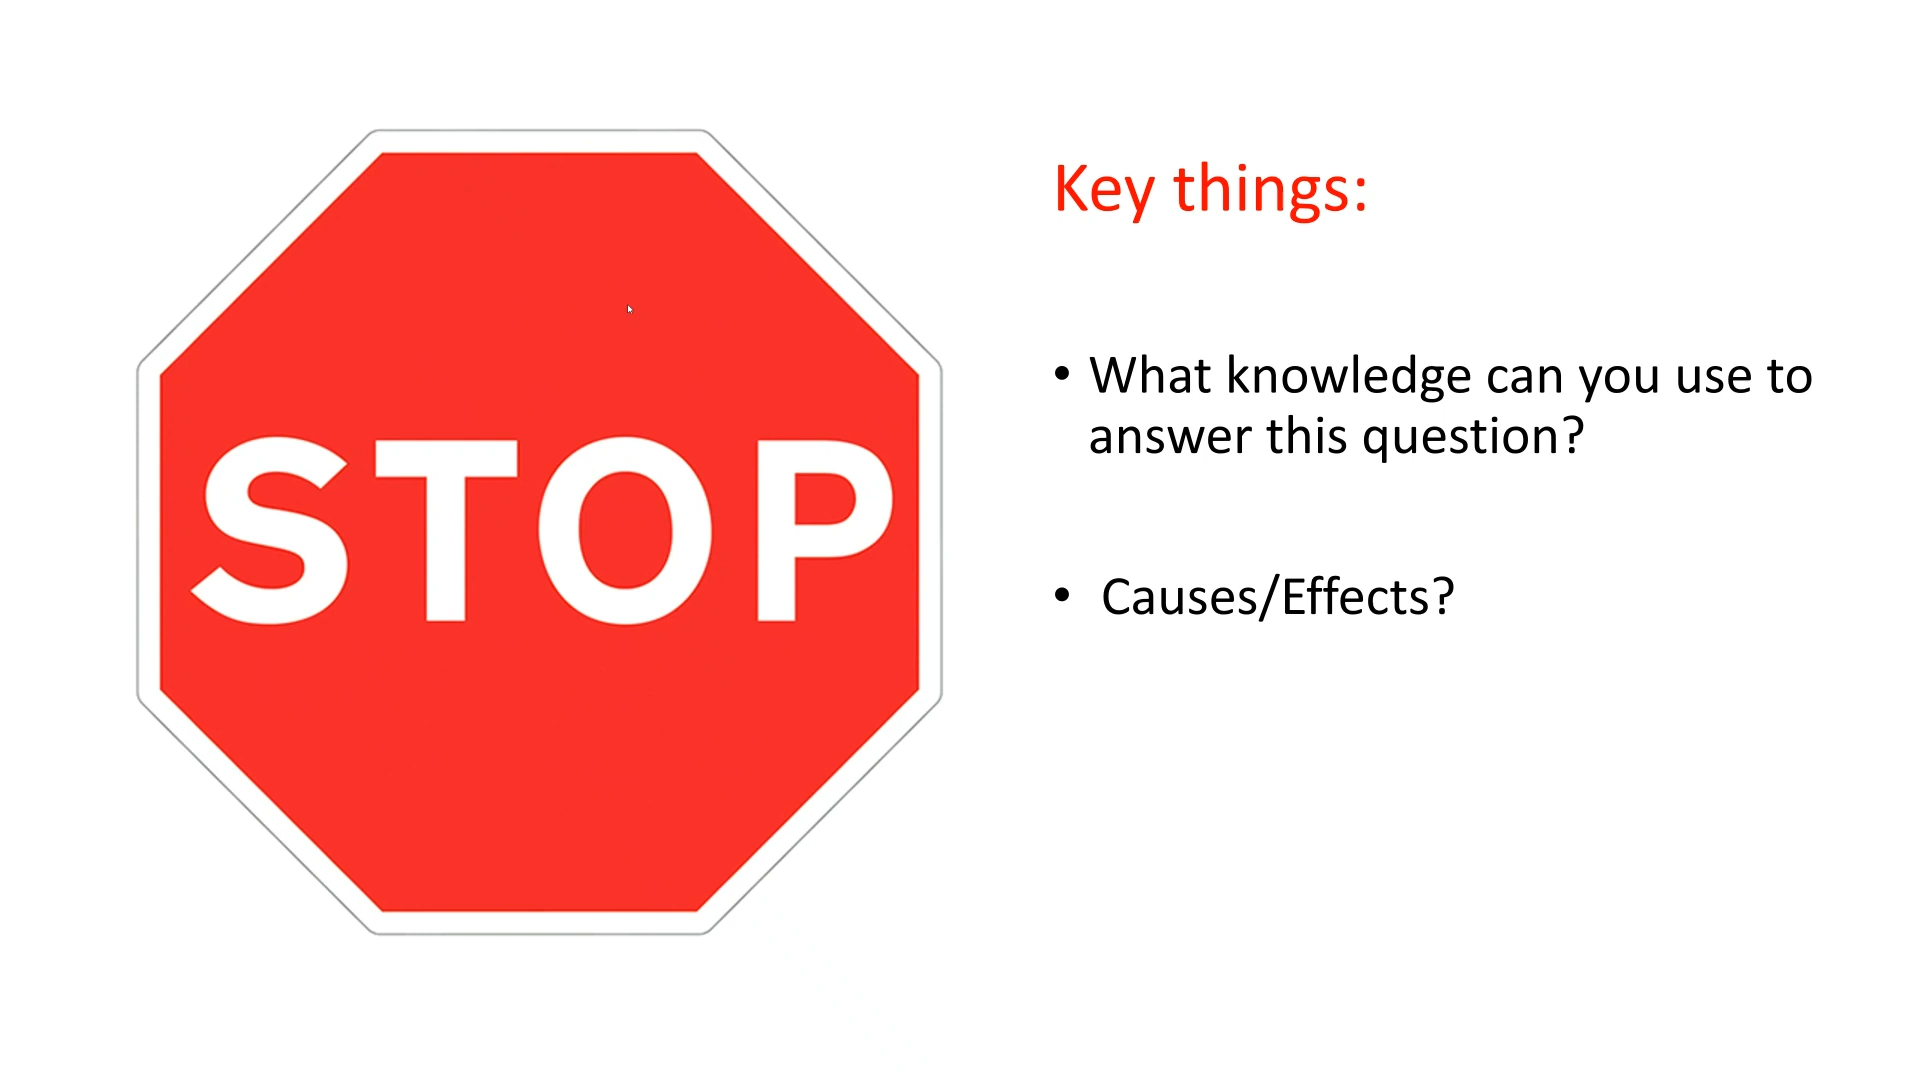 STOP
Key things:
• What knowledge can you use to
answer this question?
• Causes/Effects?